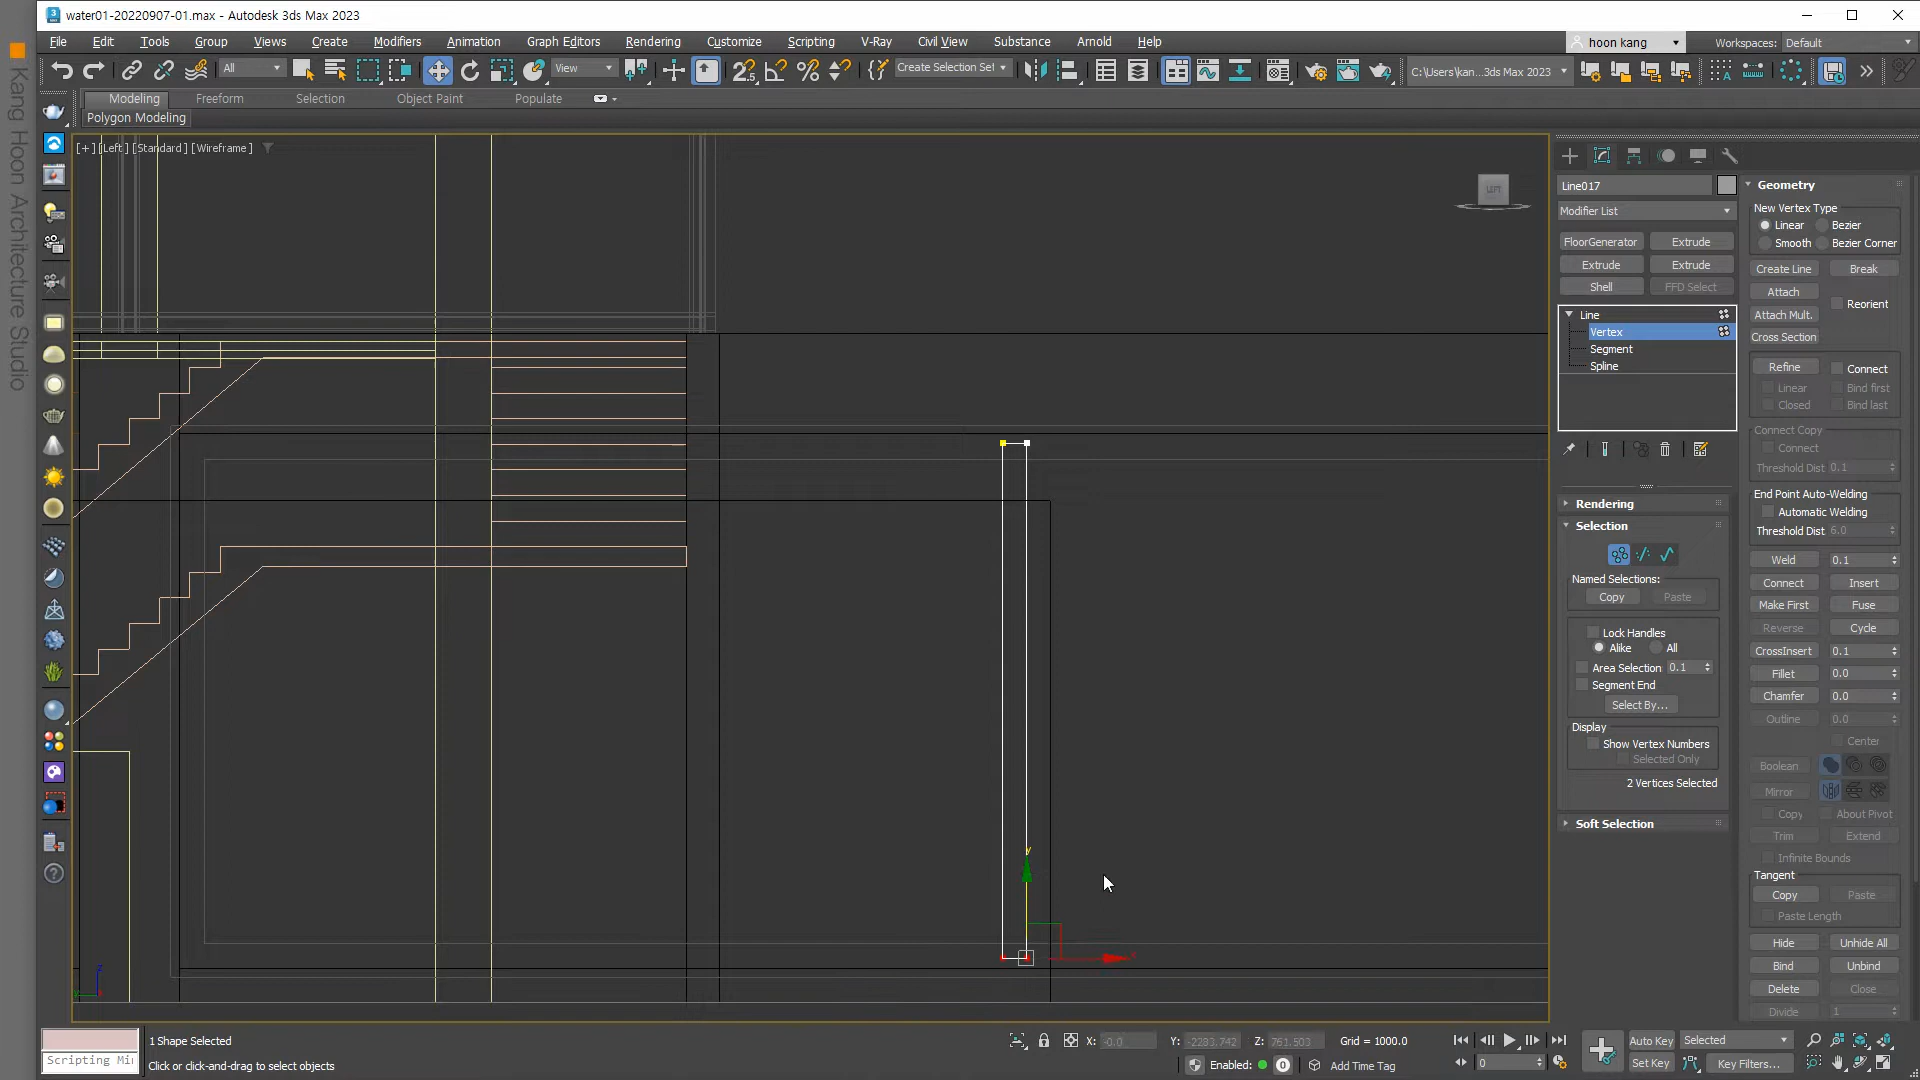 water01-20220907-01.max - Autodesk 3ds Max 2023
File Edit Tools Group Views Create Modifiers Animation Graph Editors Rendering Customize Scripting V-Ray Civil View Substance Arnold Help
hoon kang
Workspaces: Default
All
View
Create Selection Set
C:\Users\kan...3ds Max 2023
Modeling Freeform Selection Object Paint Populate
Polygon Modeling
Kang Hoon Architecture Studio
[+] [Left] [Standard] [Wireframe]
LEFT
Line017
Modifier List
FloorGenerator Extrude
Extrude Extrude
Shell FFD Select
Line
Vertex
Segment
Spline
Rendering
Selection
Named Selections:
Copy Paste
Lock Handles
Alike All
Area Selection: 0.1
Segment End
Select By...
Display
Show Vertex Numbers
Selected Only
2 Vertices Selected
Soft Selection
Geometry
New Vertex Type
Linear Bezier
Smooth Bezier Corner
Create Line Break
Attach
Reorient
Attach Mult.
Cross Section
Refine Connect
Linear Bind first
Closed Bind last
Connect Copy
Connect
Threshold Dist 0.1
End Point Auto-Welding
Automatic Welding
Threshold Dist 6.0
Weld 0.1
Connect Insert
Make First Fuse
Reverse Cycle
CrossInsert 0.1
Fillet 0.0
Chamfer 0.0
Outline 0.0
Center
Boolean
Mirror
Copy About Pivot
Trim Extend
Infinite Bounds
Tangent
Copy Paste
Paste Length
Hide Unhide All
Bind Unbind
Delete Close
Divide 1
y
x
z
Scripting Mi
1 Shape Selected
Click or click-and-drag to select objects
X: -0.0 Y: -2283.742 Z: 761.503 Grid = 1000.0
Enabled: 0 Add Time Tag
0
Auto Key Selected
Set Key Key Filters...